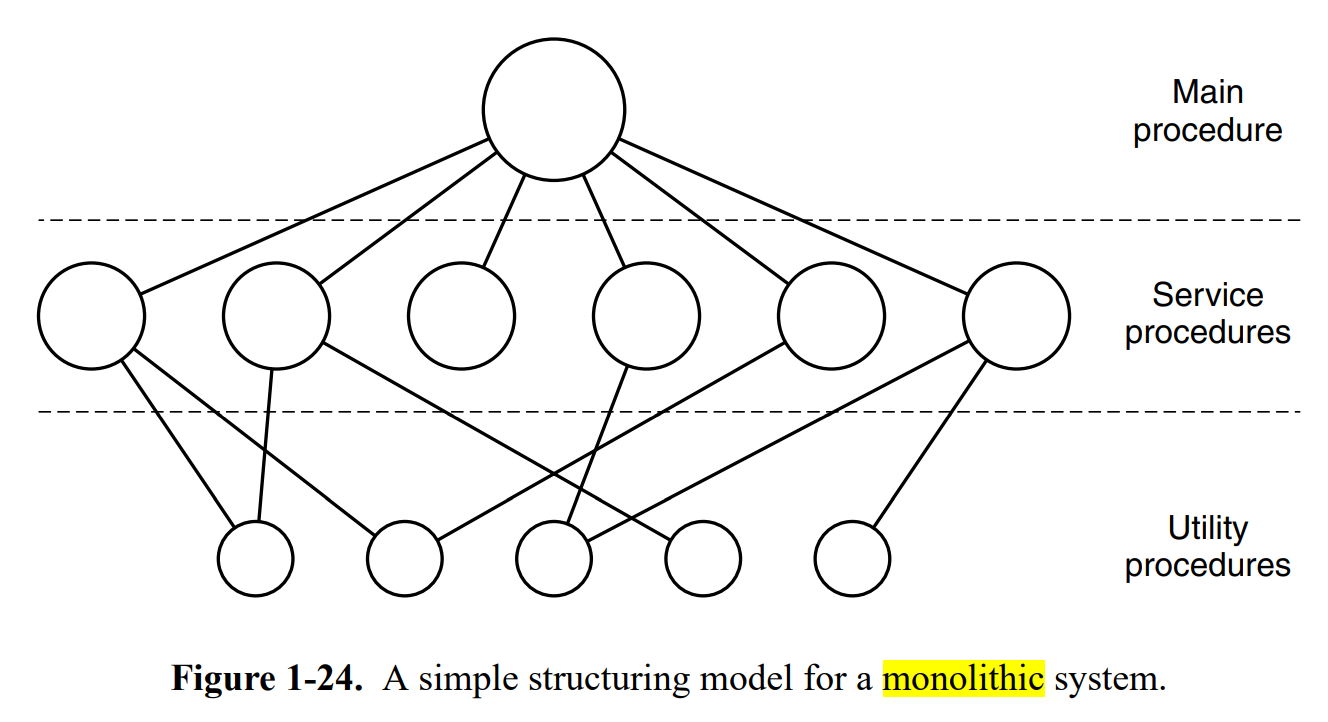 Main
procedure
Service
procedures
Utility
procedures
Figure 1-24. A simple structuring model for a monolithic system.